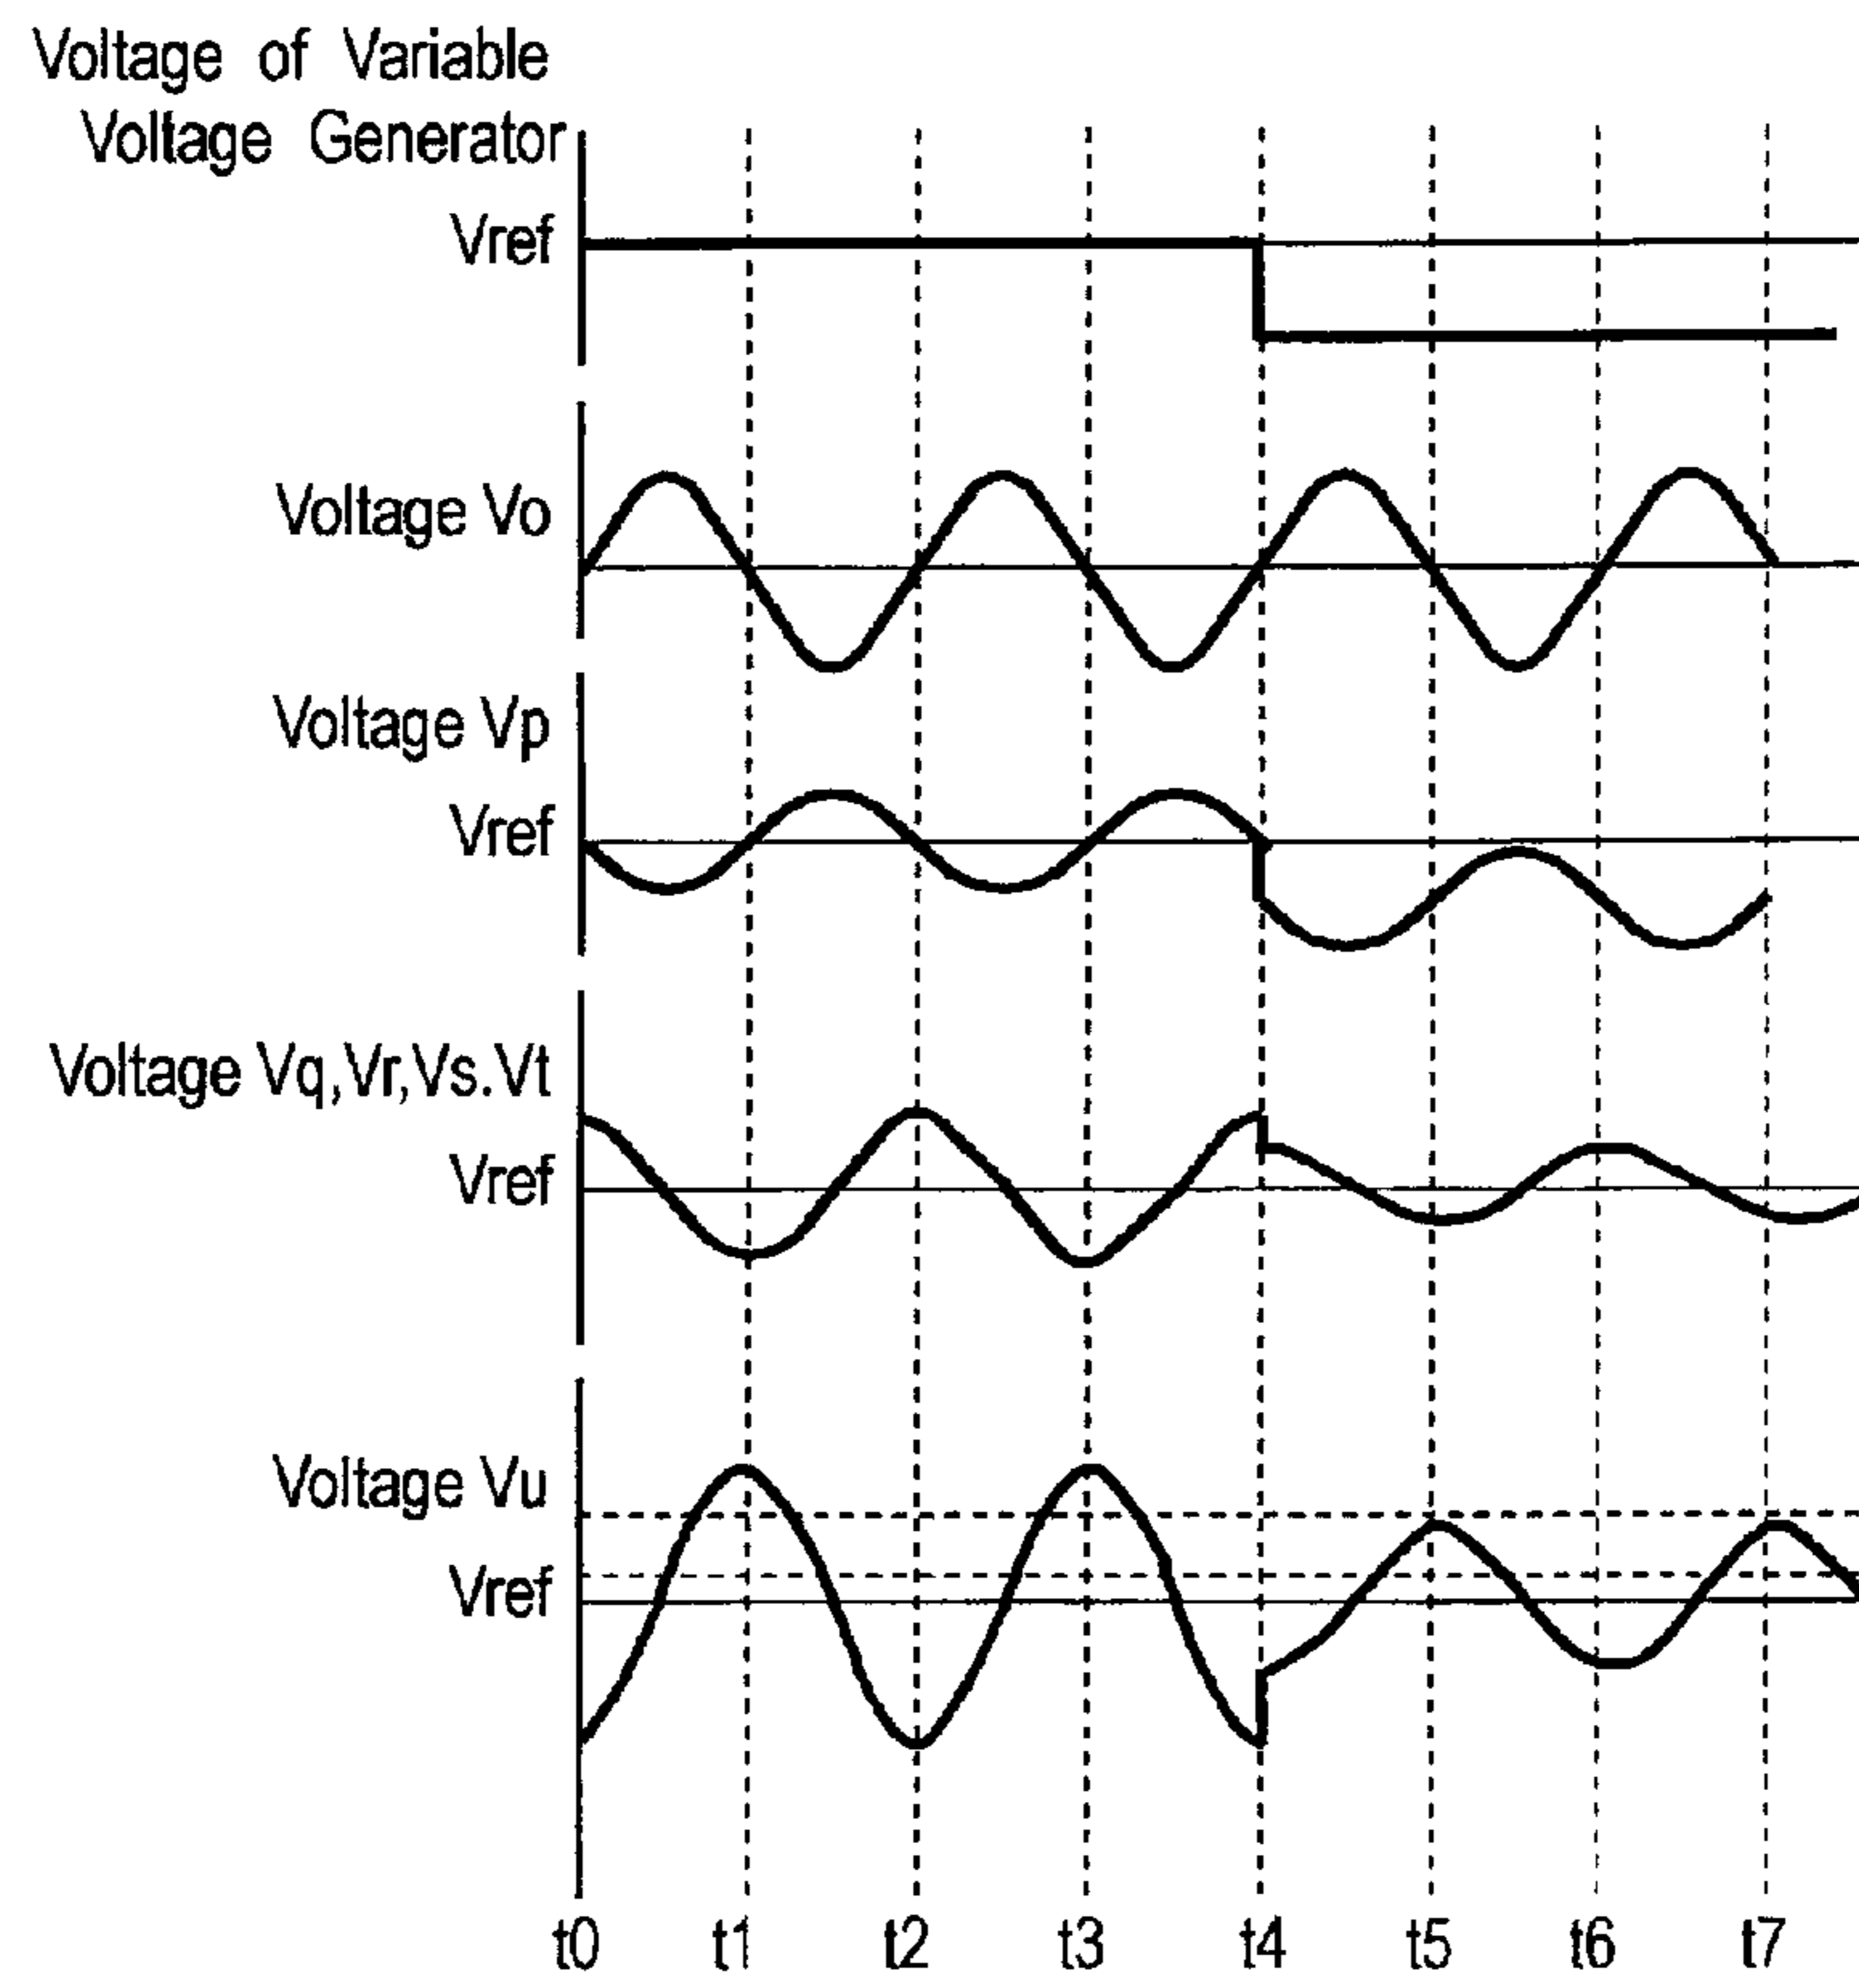 Voltage of Variable
Voltage Generator
Vref
Voltage Vo
Voltage Vp
Vref
Voltage Vq,Vr,Vs.Vt
Vref
Voltage Vu
Vref
t0 t1 t2 t3 t4 t5 t6 t7